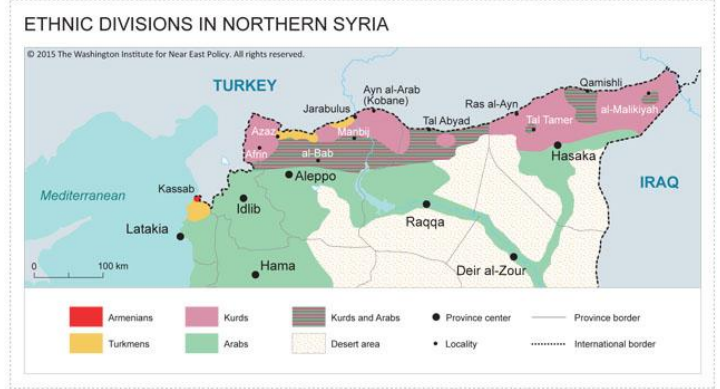 ETHNIC DIVISIONS IN NORTHERN SYRIA
© 2015 The Washington Institute for Near East Policy. All rights reserved.
TURKEY
Ayn al-Arab
(Kobane)
Qamishli
Jarabulus
Ras al-Ayn
al-Malikiyah
Tal Abyad
Tal Tamer
Azaz
Manbij
Afrin
al-Bab
Hasaka
Aleppo
IRAQ
Kassab
Mediterranean
Idlib
Raqqa
Latakia
Hama
Deir al-Zour
0 100 km
Armenians
Kurds
Kurds and Arabs
Province center
Province border
Turkmens
Arabs
Desert area
Locality
International border